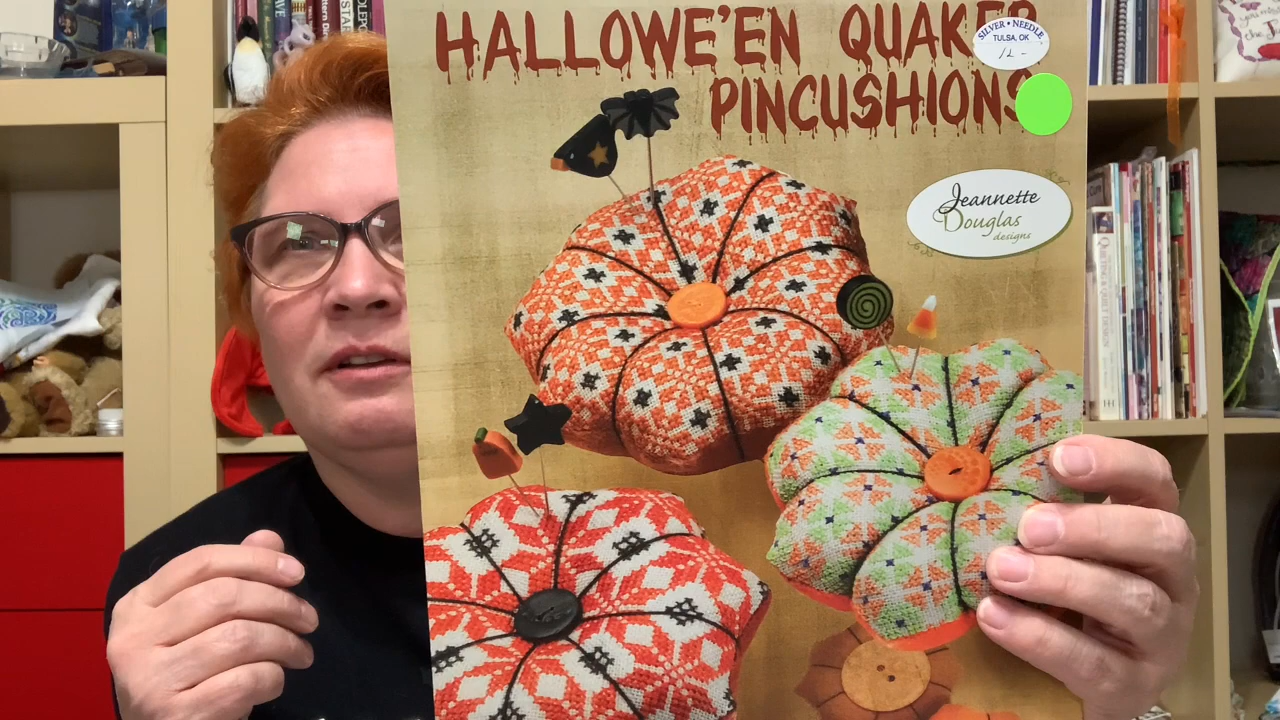 HALLOWE'EN QUAKER
PINCUSHIONS
SILVER • NEEDLE
TULSA, OK
12 -
Jeannette
Douglas
designs